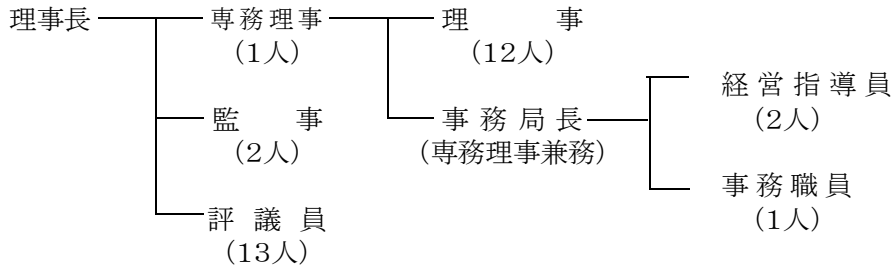 理事長 専務理事 理 事
(1人) (12人)
経営指導員
監 事 事務局長 (2人)
(2人) (専務理事兼務)
事務職員
評議員 (1人)
(13人)